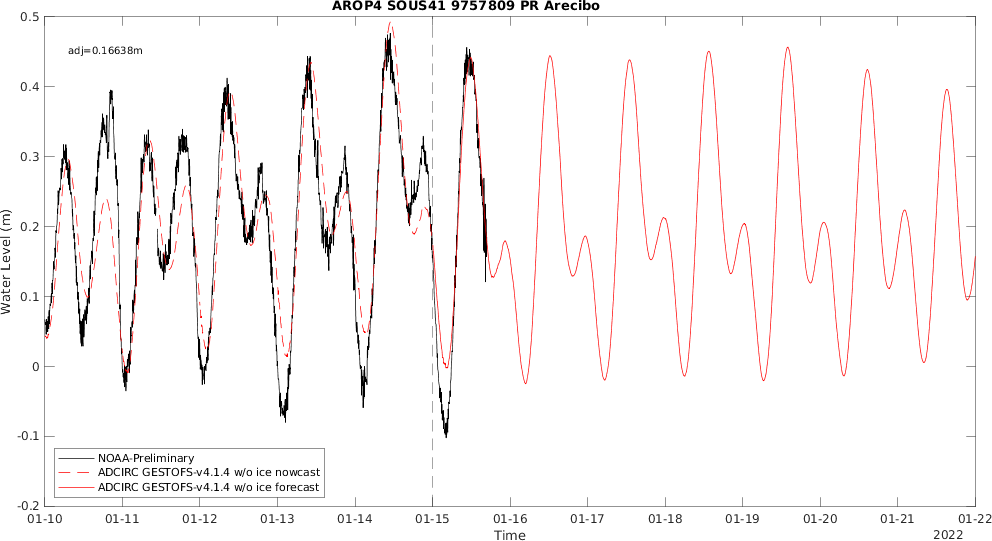 AROP4 SOUS41 9757809 PR Arecibo
adj=0.16638m
0.5
0.4
0.3
0.2
0.1
0
-0.1
-0.2
Water Level (m)
NOAA-Preliminary
ADCIRC GESTOFS-v4.1.4 w/o ice nowcast
ADCIRC GESTOFS-v4.1.4 w/o ice forecast
01-10 01-11 01-12 01-13 01-14 01-15 01-16 01-17 01-18 01-19 01-20 01-21 01-22
Time
2022